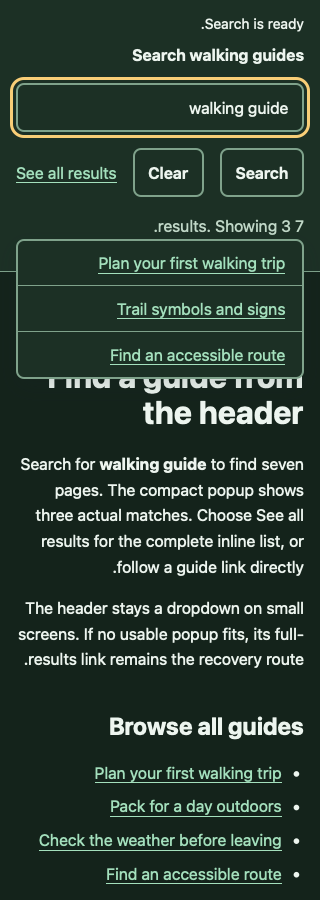 .Search is ready
Search walking guides
walking guide
See all results Clear Search
.results. Showing 3 7
Plan your first walking trip
Trail symbols and signs
Find an accessible route
Find a guide from
the header
Search for walking guide to find seven
pages. The compact popup shows
three actual matches. Choose See all
results for the complete inline list, or
.follow a guide link directly
The header stays a dropdown on small
screens. If no usable popup fits, its full-
.results link remains the recovery route
Browse all guides
Plan your first walking trip •
Pack for a day outdoors •
Check the weather before leaving •
Find an accessible route •